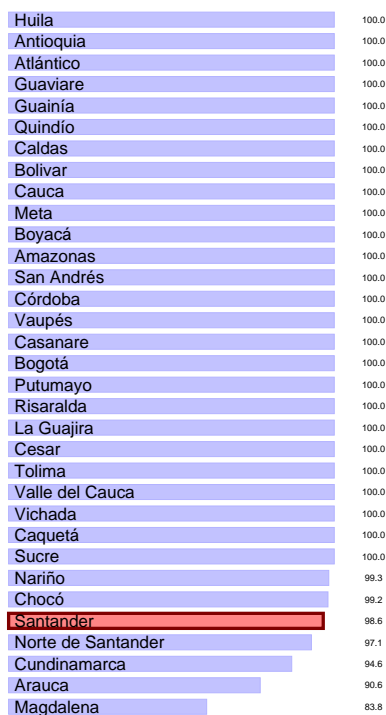 Huila 100.0
Antioquia 100.0
Atlántico 100.0
Guaviare 100.0
Guainía 100.0
Quindío 100.0
Caldas 100.0
Bolivar 100.0
Cauca 100.0
Meta 100.0
Boyacá 100.0
Amazonas 100.0
San Andrés 100.0
Córdoba 100.0
Vaupés 100.0
Casanare 100.0
Bogotá 100.0
Putumayo 100.0
Risaralda 100.0
La Guajira 100.0
Cesar 100.0
Tolima 100.0
Valle del Cauca 100.0
Vichada 100.0
Caquetá 100.0
Sucre 100.0
Nariño 99.3
Chocó 99.2
Santander 98.6
Norte de Santander 97.1
Cundinamarca 94.6
Arauca 90.6
Magdalena 83.8